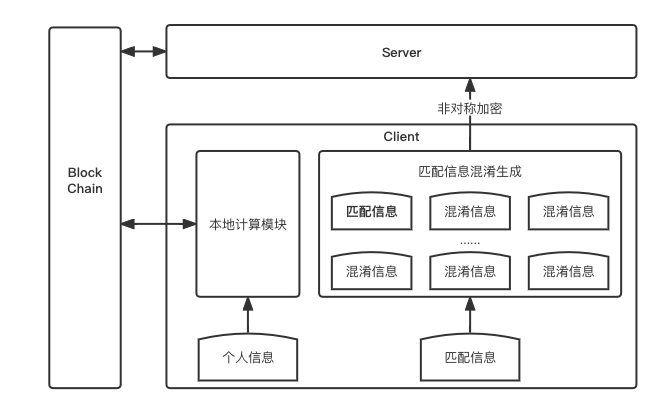 Server
非对称加密
Client
Block
Chain
本地计算模块
匹配信息混淆生成
匹配信息
混淆信息
混淆信息
......
混淆信息
混淆信息
混淆信息
个人信息
匹配信息